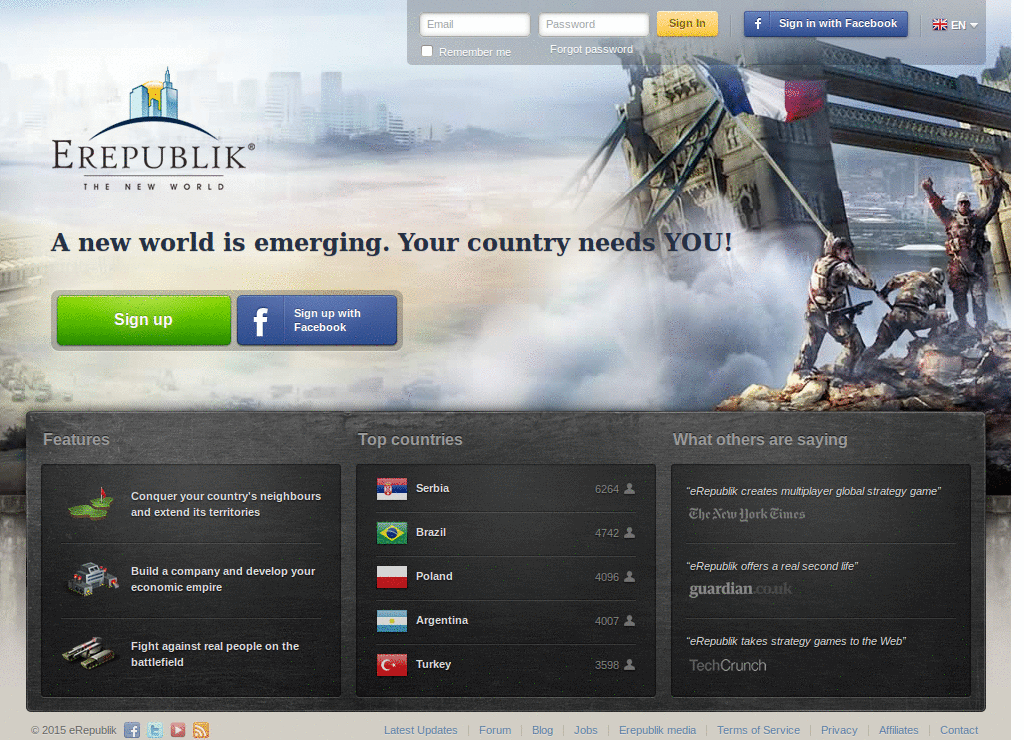 Email
Password
Sign In
Sign in with Facebook
EN
Remember me
Forgot password
EREPUBLIK®
THE NEW WORLD
A new world is emerging. Your country needs YOU!
Sign up
Sign up with
Facebook
Features
Conquer your country's neighbours
and extend its territories
Build a company and develop your
economic empire
Fight against real people on the
battlefield
Top countries
Serbia 6264
Brazil 4742
Poland 4096
Argentina 4007
Turkey 3598
What others are saying
“eRepublik creates multiplayer global strategy game”
The New York Times
“eRepublik offers a real second life”
guardian.co.uk
“eRepublik takes strategy games to the Web”
TechCrunch
© 2015 eRepublik
Latest Updates | Forum | Blog | Jobs | Erepublik media | Terms of Service | Privacy | Affiliates | Contact